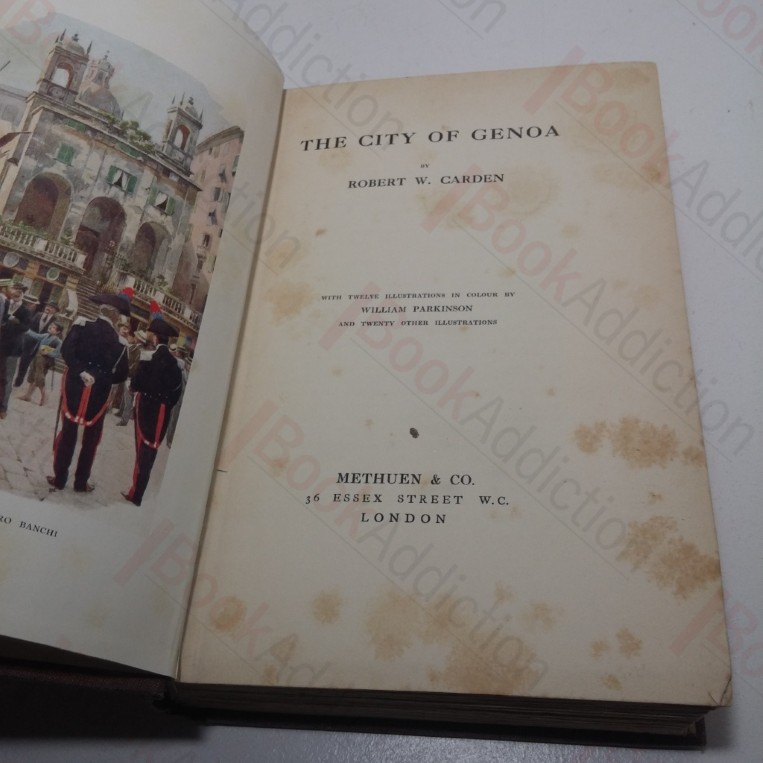 RO BANCHI
THE CITY OF GENOA
BY
ROBERT W. CARDEN
WITH TWELVE ILLUSTRATIONS IN COLOUR BY
WILLIAM PARKINSON
AND TWENTY OTHER ILLUSTRATIONS
METHUEN & CO.
36 ESSEX STREET W.C.
LONDON
BookAddiction